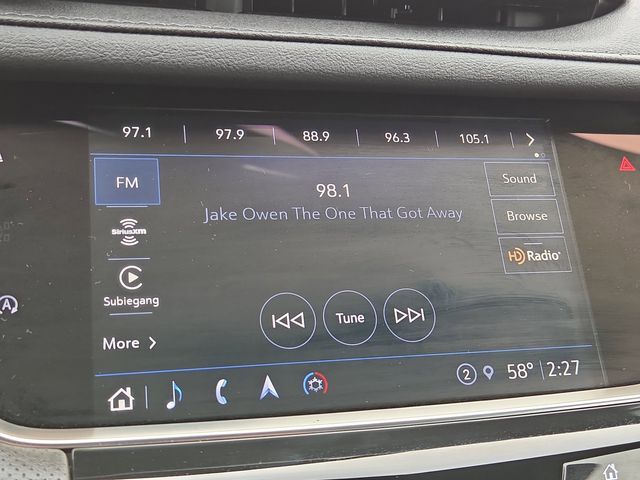 97.1 97.9 88.9 96.3 105.1
FM
98.1
Jake Owen The One That Got Away
Sound
Browse
HD Radio
SiriusXM
Subiegang
More
Tune
2 58° 2:27
A